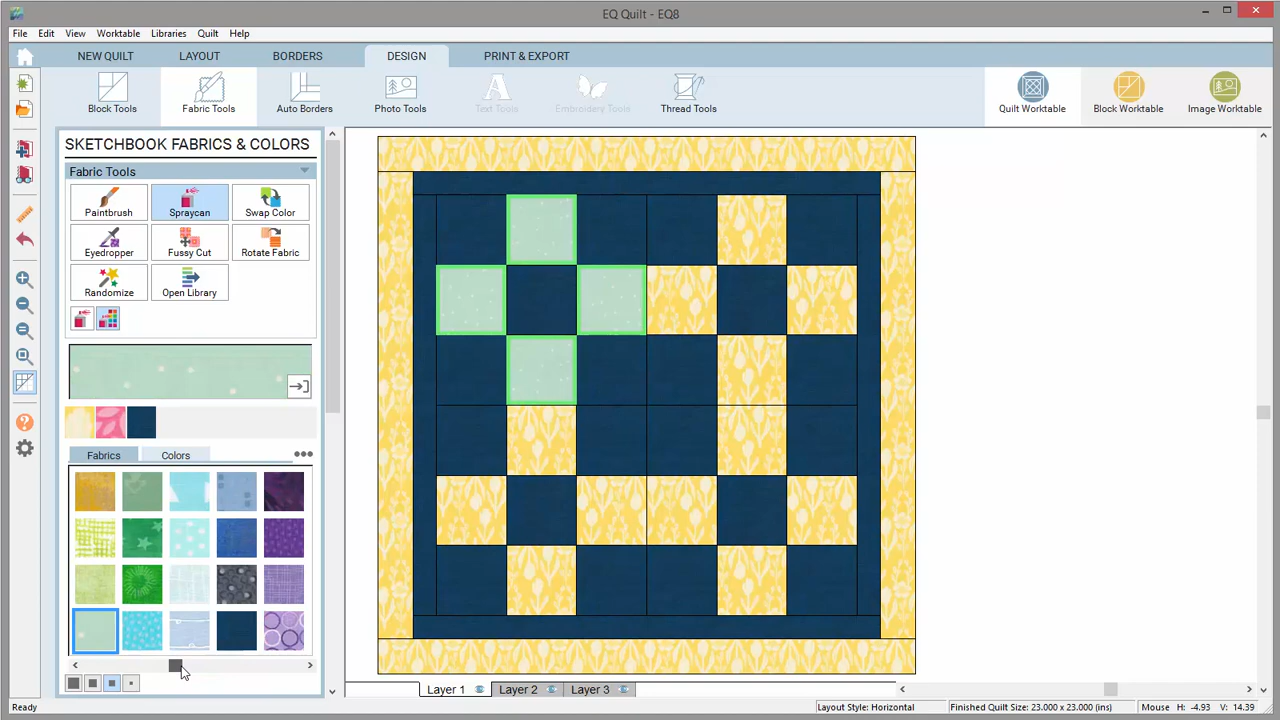 EQ Quilt - EQ8
File Edit View Worktable Libraries Quilt Help
NEW QUILT LAYOUT BORDERS DESIGN PRINT & EXPORT
Block Tools Fabric Tools Auto Borders Photo Tools Text Tools Embroidery Tools Thread Tools Quilt Worktable Block Worktable Image Worktable
SKETCHBOOK FABRICS & COLORS
Fabric Tools
Paintbrush Spraycan Swap Color
Eyedropper Fussy Cut Rotate Fabric
Randomize Open Library
Fabrics Colors
Layer 1 Layer 2 Layer 3
Ready Layout Style: Horizontal Finished Quilt Size: 23.000 x 23.000 (ins) Mouse H: -4.93 V: 14.39